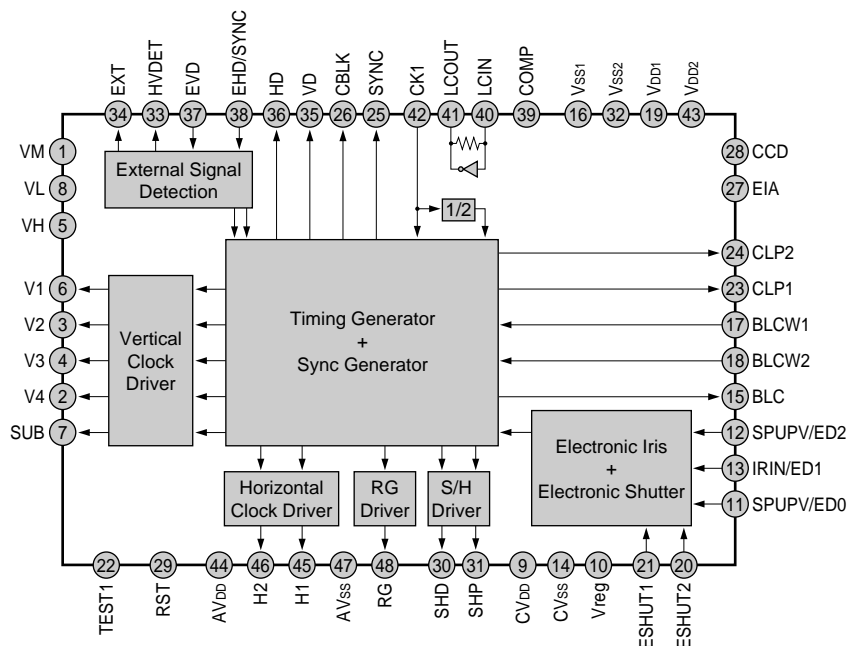 EXT
HVDET
EVD
EHD/SYNC
HD
VD
CBLK
SYNC
CK1
LCOUT
LCIN
COMP
VSS1
VSS2
VDD1
VDD2
34
33
37
38
36
35
26
25
42
41
40
39
16
32
19
43
VM 1
VL 8
VH 5
V1 6
V2 3
V3 4
V4 2
SUB 7
External Signal
Detection
1/2
Vertical
Clock
Driver
Timing Generator
+
Sync Generator
Electronic Iris
+
Electronic Shutter
Horizontal
Clock Driver
RG
Driver
S/H
Driver
28 CCD
27 EIA
24 CLP2
23 CLP1
17 BLCW1
18 BLCW2
15 BLC
12 SPUPV/ED2
13 IRIN/ED1
11 SPUPV/ED0
22
29
44
46
45
47
48
30
31
9
14
10
21
20
TEST1
RST
AVDD
H2
H1
AVSS
RG
SHD
SHP
CVDD
CVSS
Vreg
ESHUT1
ESHUT2